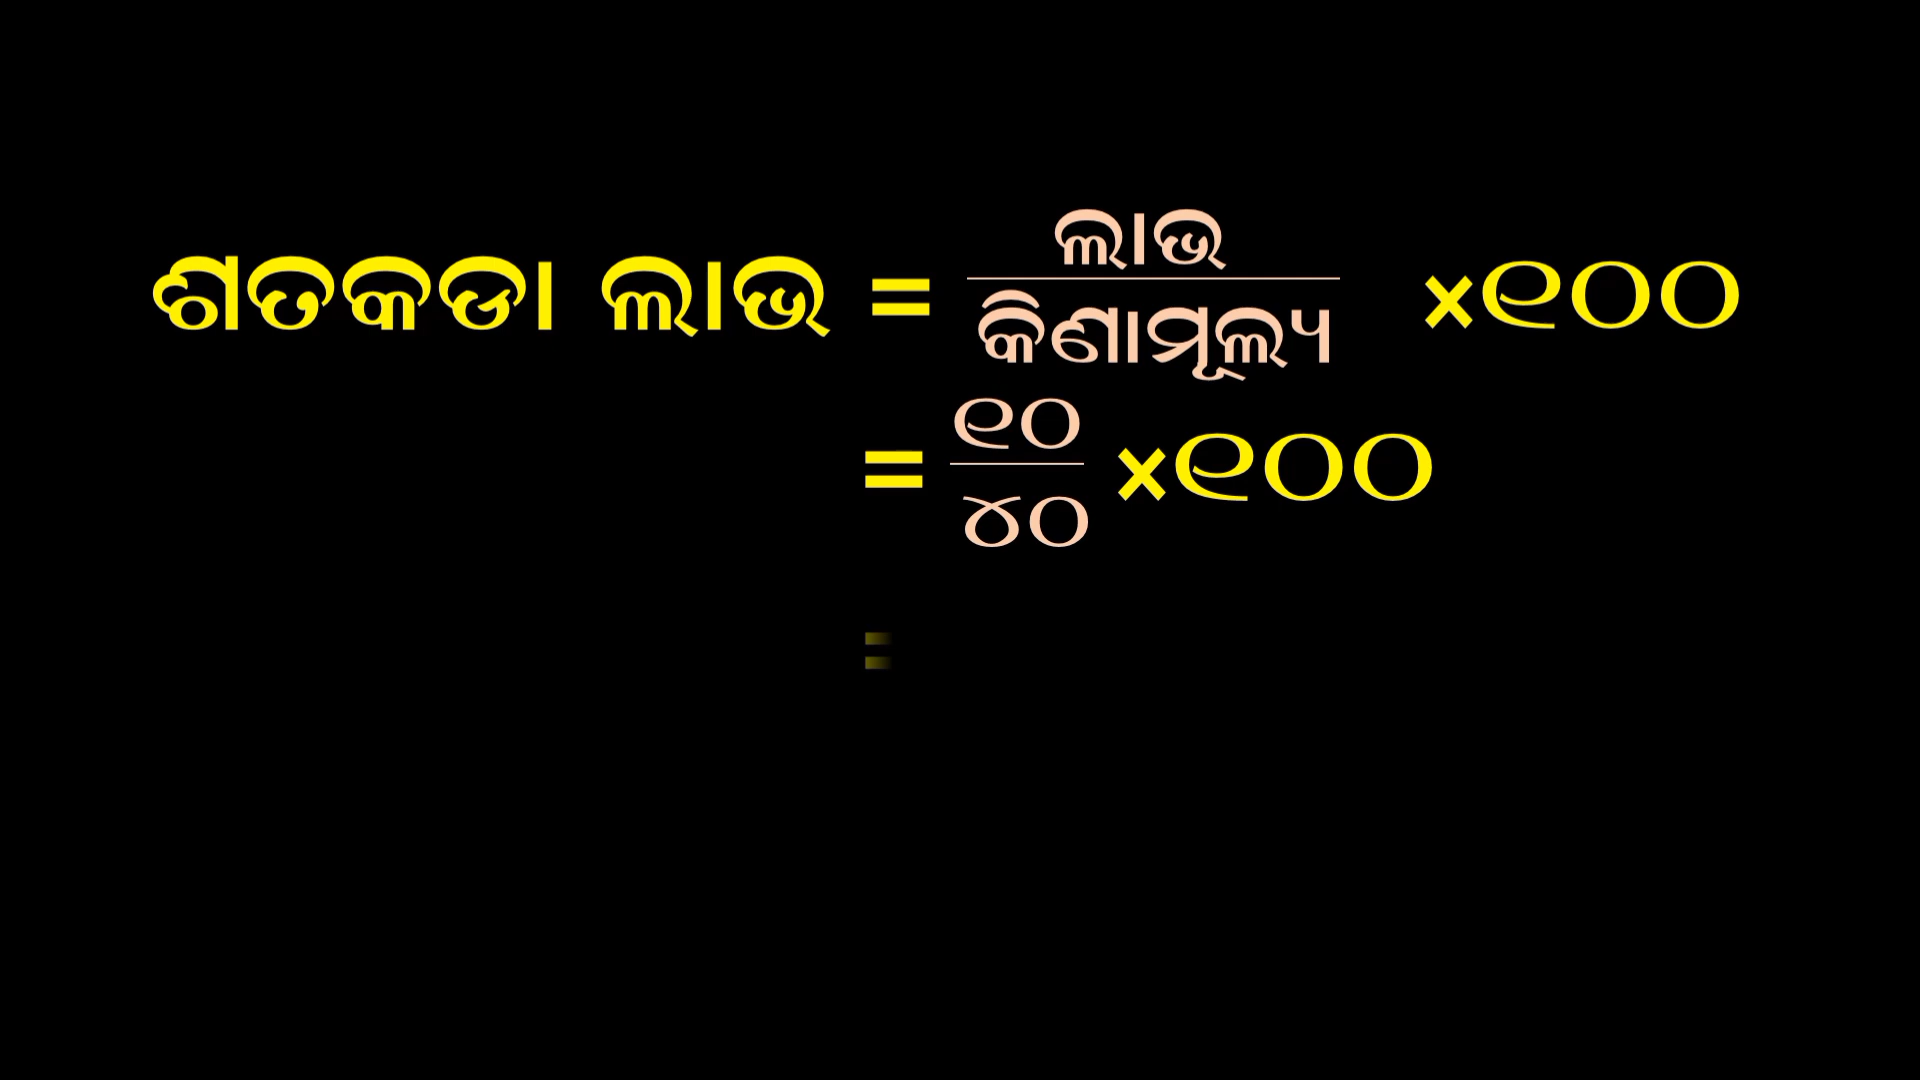 ଶତକଡା ଲାଭ = ଲାଭ / କିଣାମୂଲ୍ୟ ×୧୦୦
= ୧୦ / ୪୦ ×୧୦୦
=